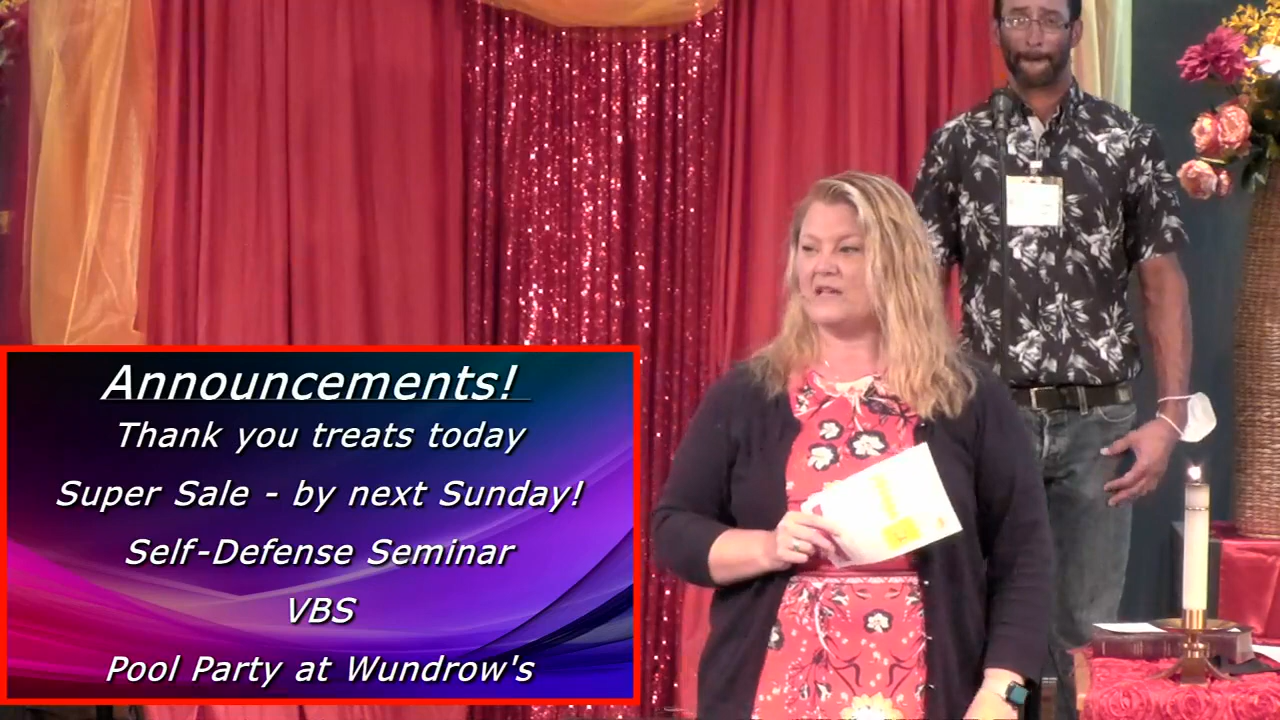 Announcements!
Thank you treats today
Super Sale - by next Sunday!
Self-Defense Seminar
VBS
Pool Party at Wundrow's